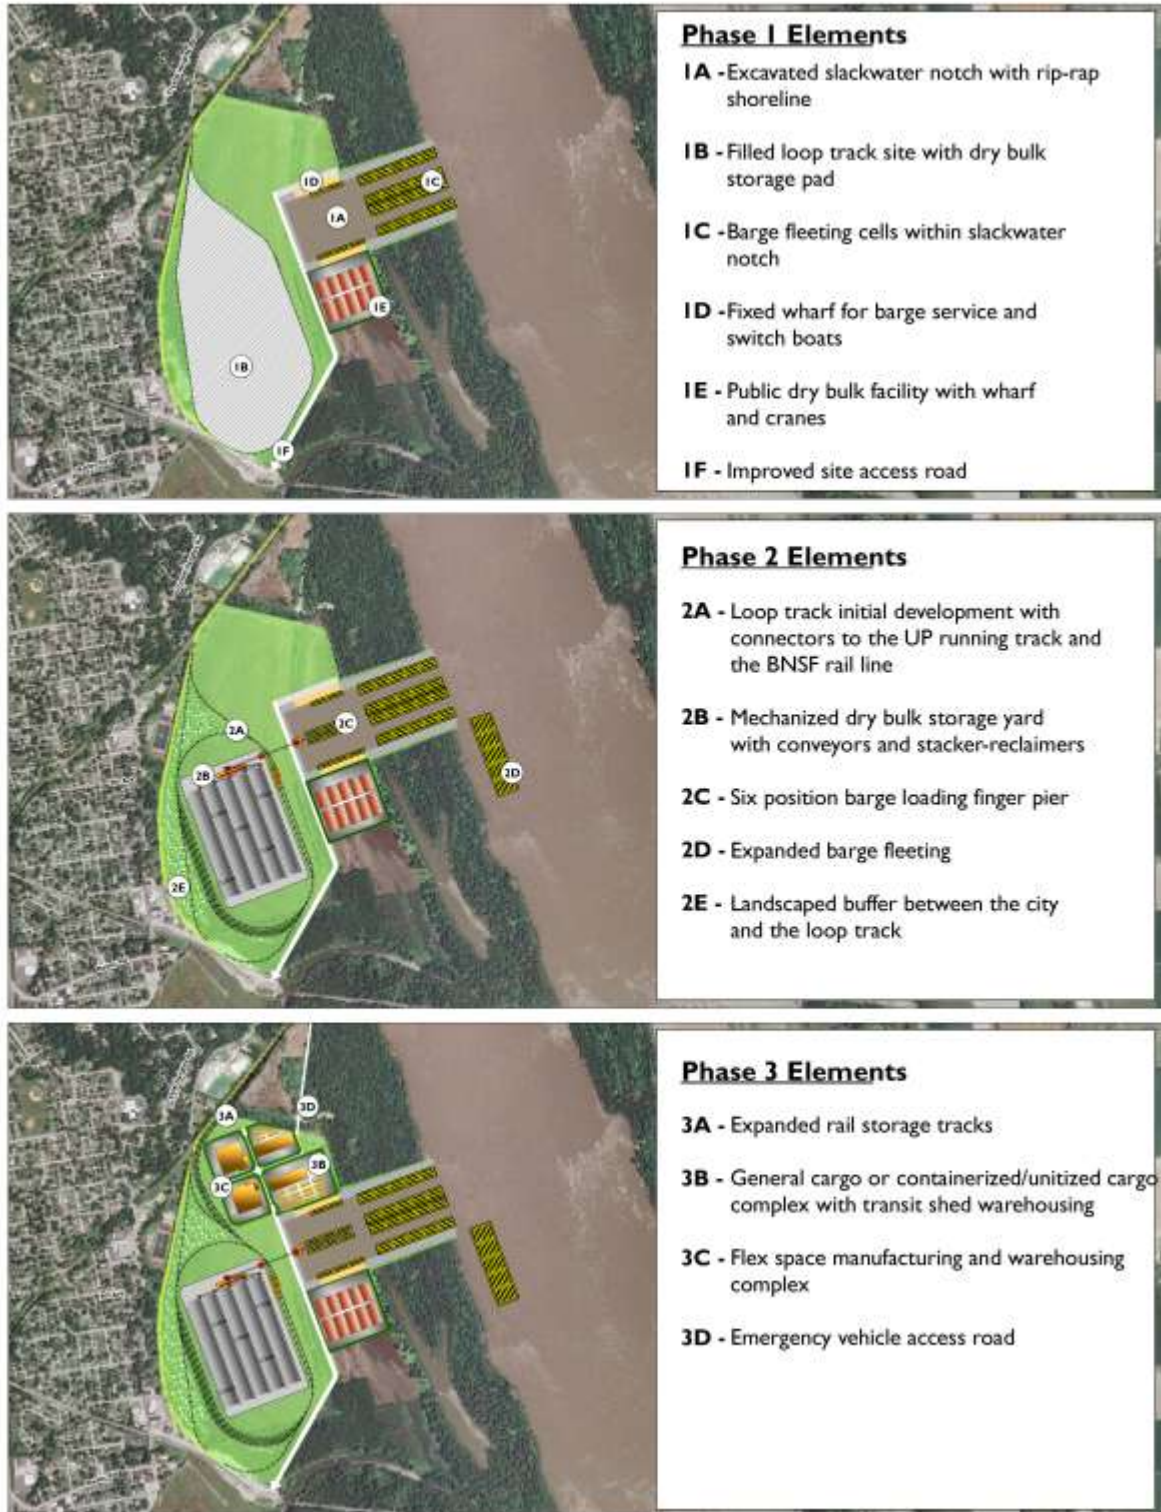 Phase 1 Elements
1A - Excavated slackwater notch with rip-rap
shoreline
1B - Filled loop track site with dry bulk
storage pad
1C - Barge fleeting cells within slackwater
notch
1D - Fixed wharf for barge service and
switch boats
1E - Public dry bulk facility with wharf
and cranes
1F - Improved site access road
1D
1C
1A
1E
1B
1F
Phase 2 Elements
2A - Loop track initial development with
connectors to the UP running track and
the BNSF rail line
2B - Mechanized dry bulk storage yard
with conveyors and stacker-reclaimers
2C - Six position barge loading finger pier
2D - Expanded barge fleeting
2E - Landscaped buffer between the city
and the loop track
2C
2A
2D
2B
2E
Phase 3 Elements
3A - Expanded rail storage tracks
3B - General cargo or containerized/unitized cargo
complex with transit shed warehousing
3C - Flex space manufacturing and warehousing
complex
3D - Emergency vehicle access road
3D
3A
3B
3C